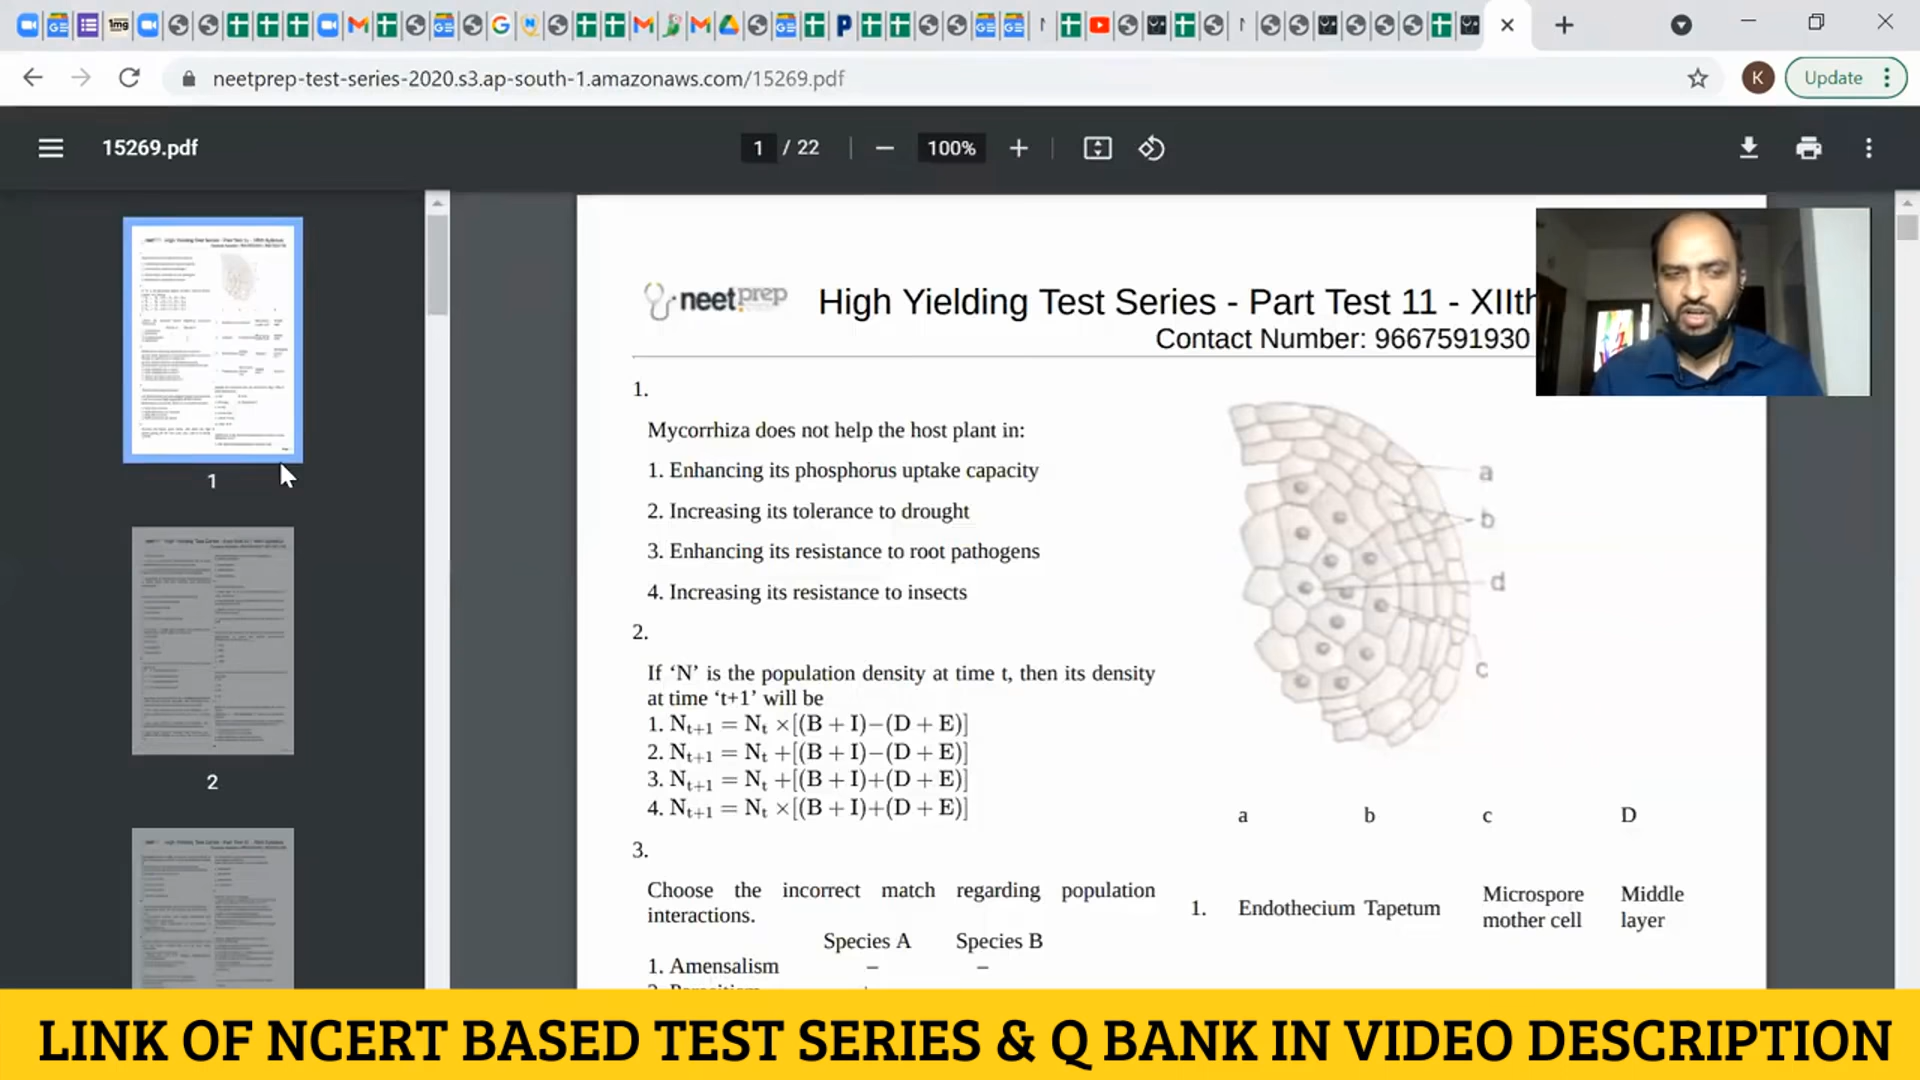 neetprep-test-series-2020.s3.ap-south-1.amazonaws.com/15269.pdf
K
Update
15269.pdf
1 / 22
100%
1
2
neetprep
High Yielding Test Series - Part Test 11 - XIIth
Contact Number: 9667591930
1.
Mycorrhiza does not help the host plant in:
1. Enhancing its phosphorus uptake capacity
2. Increasing its tolerance to drought
3. Enhancing its resistance to root pathogens
4. Increasing its resistance to insects
2.
If ‘N’ is the population density at time t, then its density
at time ‘t+1’ will be
1. Nt+1 = Nt ×[(B + I)−(D + E)]
2. Nt+1 = Nt +[(B + I)−(D + E)]
3. Nt+1 = Nt +[(B + I)+(D + E)]
4. Nt+1 = Nt ×[(B + I)+(D + E)]
3.
Choose the incorrect match regarding population
interactions.
Species A Species B
1. Amensalism – –
a
b
d
c
a b c D
1. Endothecium Tapetum Microspore mother cell Middle layer
LINK OF NCERT BASED TEST SERIES & Q BANK IN VIDEO DESCRIPTION